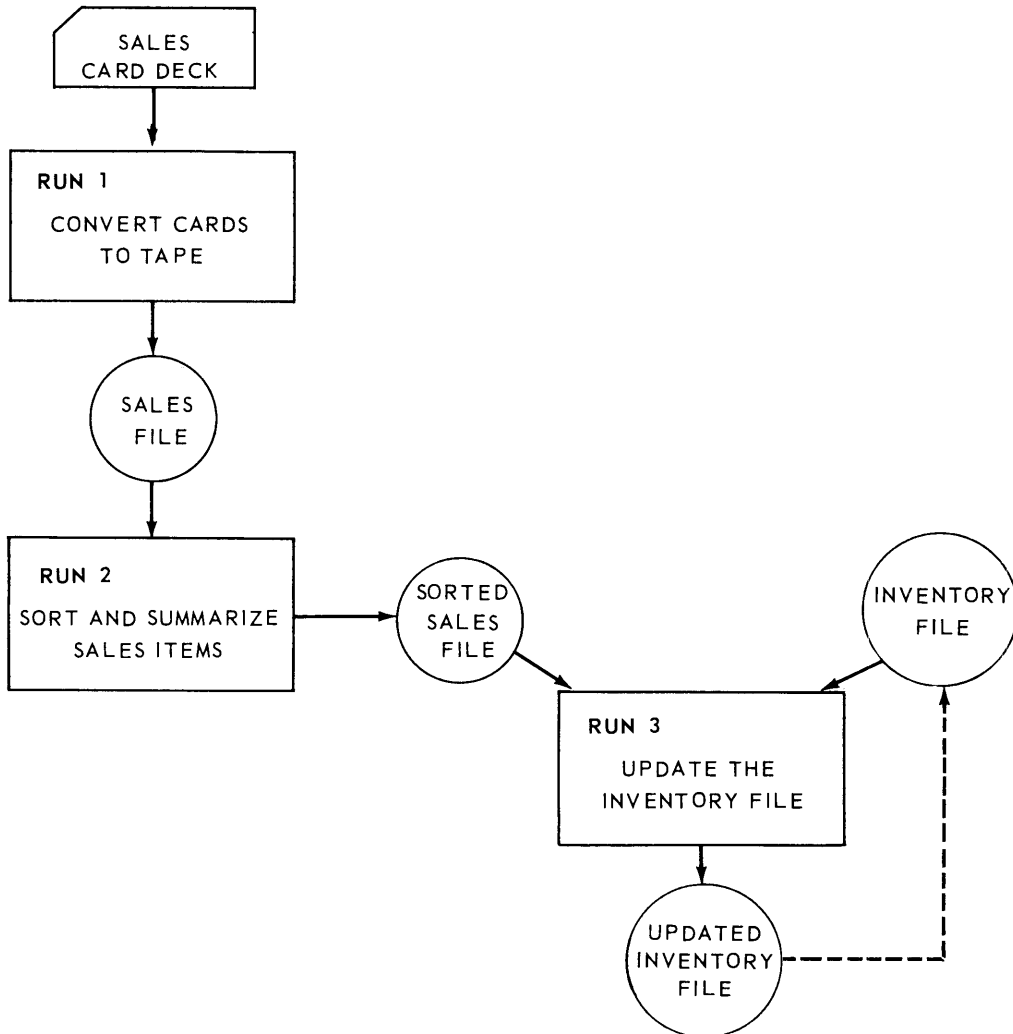 SALES
CARD DECK
RUN 1
CONVERT CARDS
TO TAPE
SALES
FILE
RUN 2
SORT AND SUMMARIZE
SALES ITEMS
SORTED
SALES
FILE
INVENTORY
FILE
RUN 3
UPDATE THE
INVENTORY FILE
UPDATED
INVENTORY
FILE